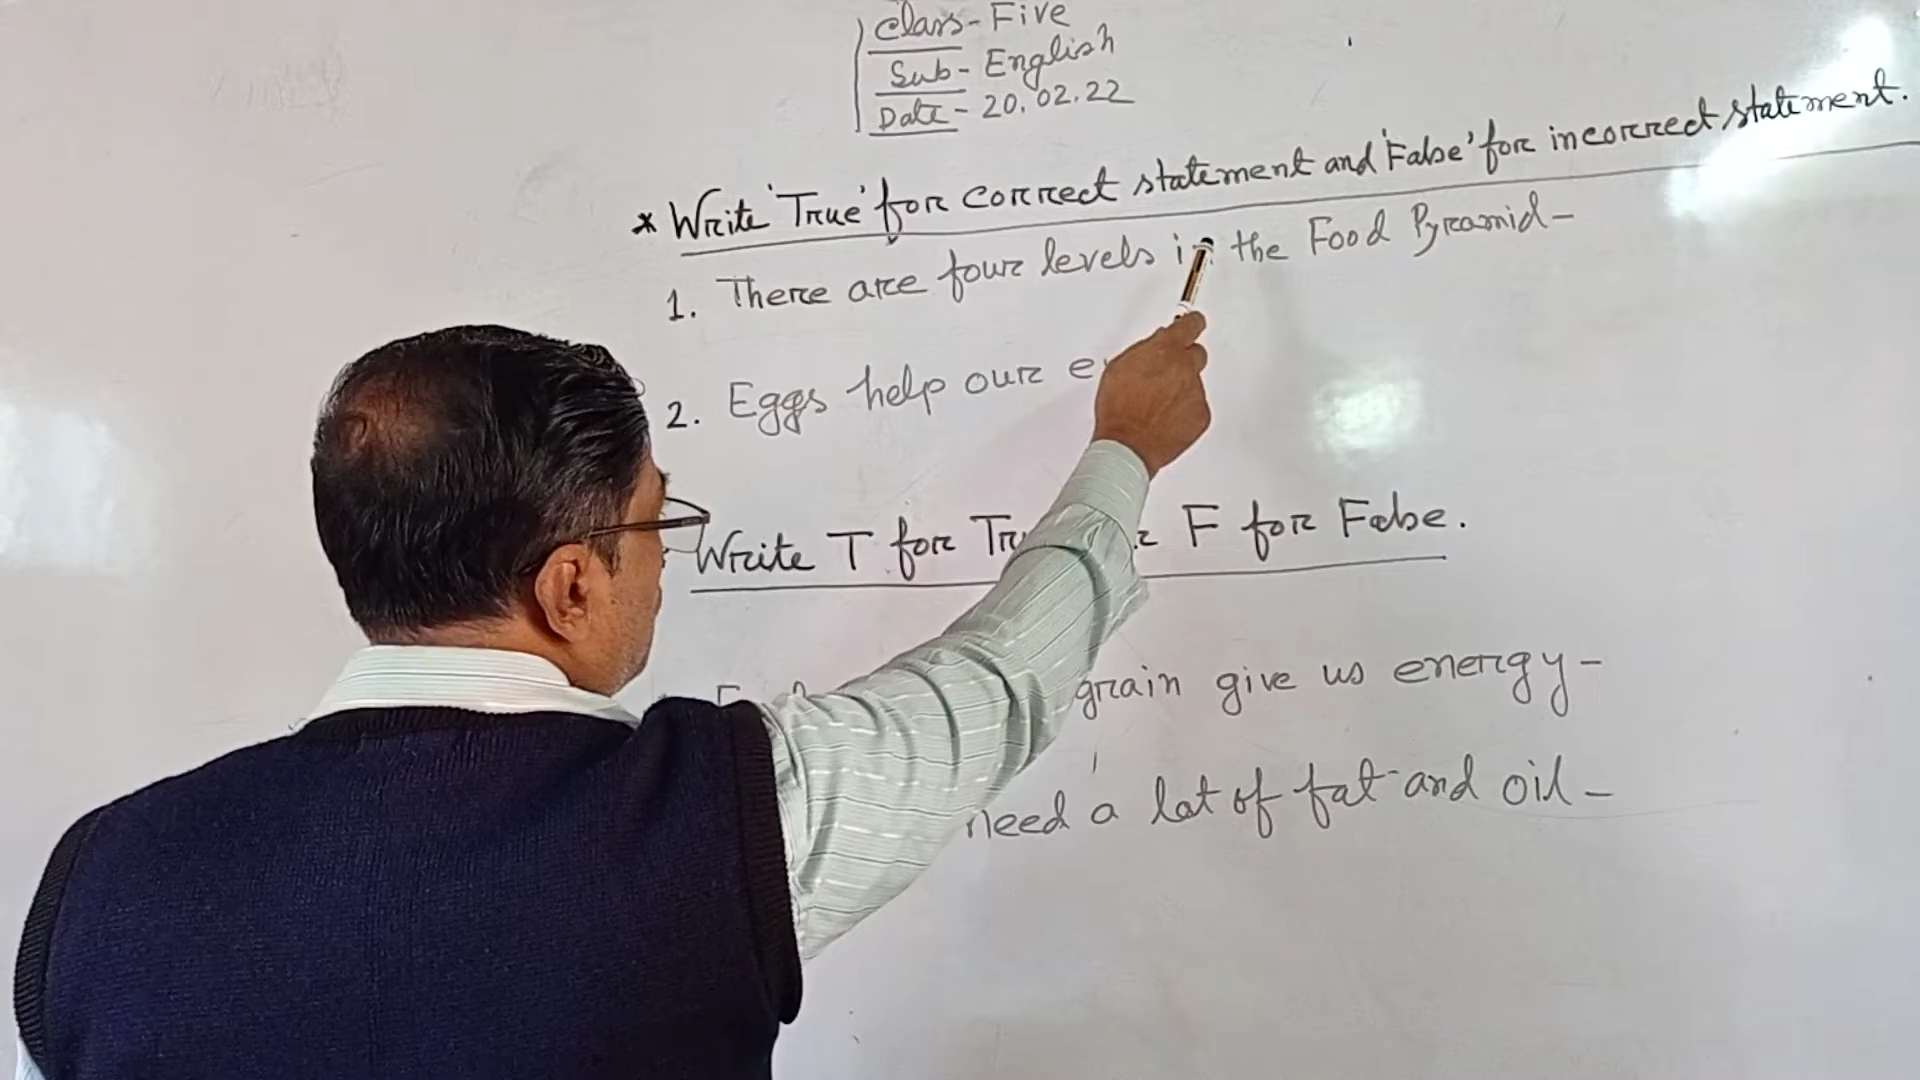 Class-Five
Sub-English
Date-20.02.22
* Write 'True' for correct statement and 'False' for incorrect statement.
1. There are four levels in the Food Pyramid-
2. Eggs help our
Write T for F for False.
grain give us energy-
need a lot of fat and oil-